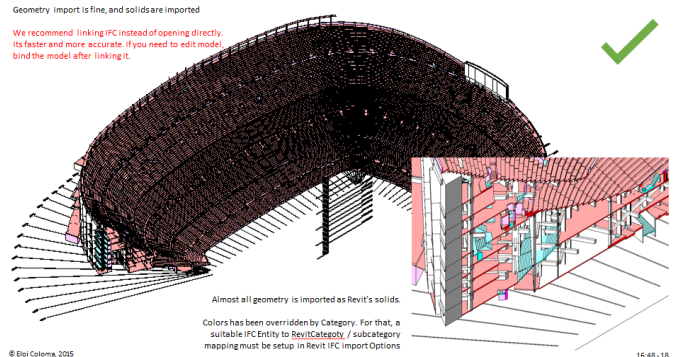 Geometry import is fine, and solids are imported
We recommend linking IFC instead of opening directly.
Its faster and more accurate. If you need to edit model,
bind the model after linking it.
Almost all geometry is imported as Revit's solids.
Colors has been overridden by Category. For that, a
suitable IFC Entity to RevitCategoty / subcategory
mapping must be setup in Revit IFC import Options
© Eloi Coloma, 2015
16:48 - 18